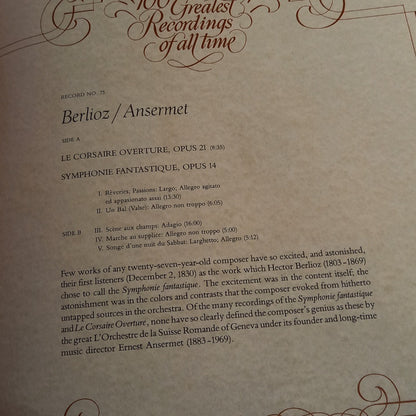 100 Greatest
Recordings
of all time
RECORD NO. 75
Berlioz / Ansermet
SIDE A
LE CORSAIRE OVERTURE, OPUS 21 (8:35)
SYMPHONIE FANTASTIQUE, OPUS 14
I. Rêveries; Passions: Largo; Allegro agitato
ed appassionato assai (13:30)
II. Un Bal (Valse): Allegro non troppo (6:05)
SIDE B III. Scène aux champs: Adagio (16:00)
IV. Marche au supplice: Allegro non troppo (5:00)
V. Songe d'une nuit du Sabbat: Larghetto; Allegro (5:12)
Few works of any twenty-seven-year-old composer have so excited, and astonished,
their first listeners (December 2, 1830) as the work which Hector Berlioz (1803–1869)
chose to call the Symphonie fantastique. The excitement was in the content itself; the
astonishment was in the colors and contrasts that the composer evoked from hitherto
untapped sources in the orchestra. Of the many recordings of the Symphonie fantastique
and Le Corsaire Overture, none have so clearly defined the composer's genius as these by
the great L'Orchestre de la Suisse Romande of Geneva under its founder and long-time
music director Ernest Ansermet (1883–1969).